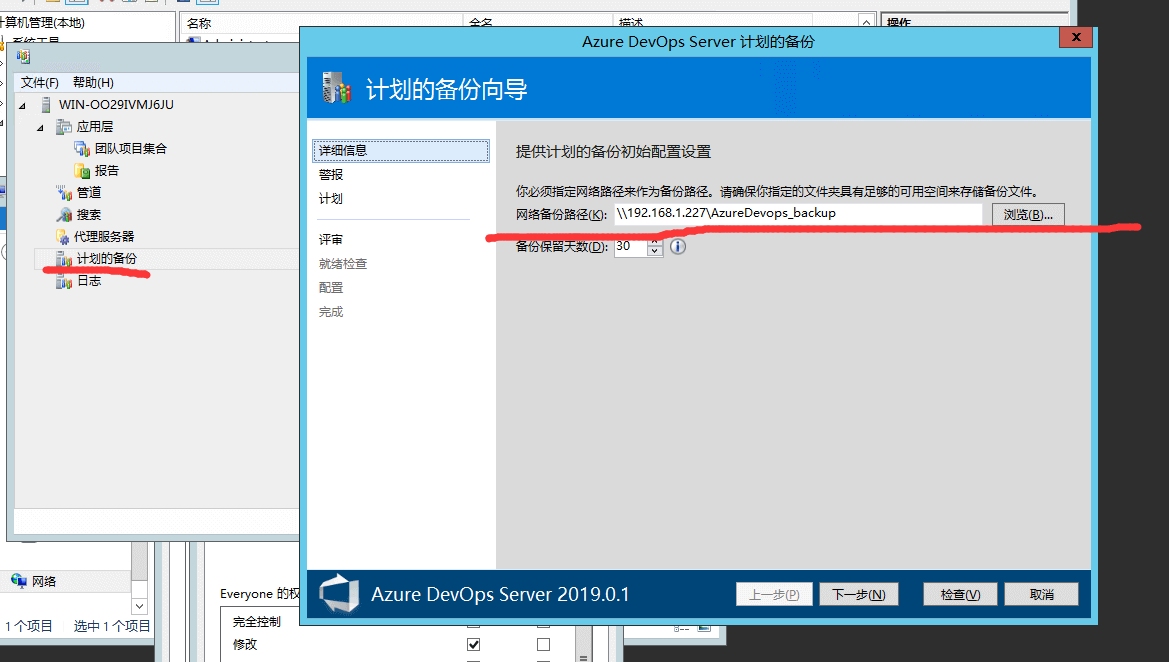 计算机管理(本地)
名称
全名
描述
操作
系统工具
Azure DevOps Server 计划的备份
x
文件(F)
帮助(H)
WIN-OO29IVMJ6JU
应用层
团队项目集合
报告
管道
搜索
代理服务器
计划的备份
日志
计划的备份向导
详细信息
警报
计划
评审
就绪检查
配置
完成
提供计划的备份初始配置设置
你必须指定网络路径来作为备份路径。请确保你指定的文件夹具有足够的可用空间来存储备份文件。
网络备份路径(K): \\192.168.1.227\AzureDevops_backup 浏览(B)...
备份保留天数(D): 30
Azure DevOps Server 2019.0.1
上一步(P) 下一步(N) 检查(V) 取消
网络
1个项目 选中 1 个项目
Everyone 的权
完全控制
修改